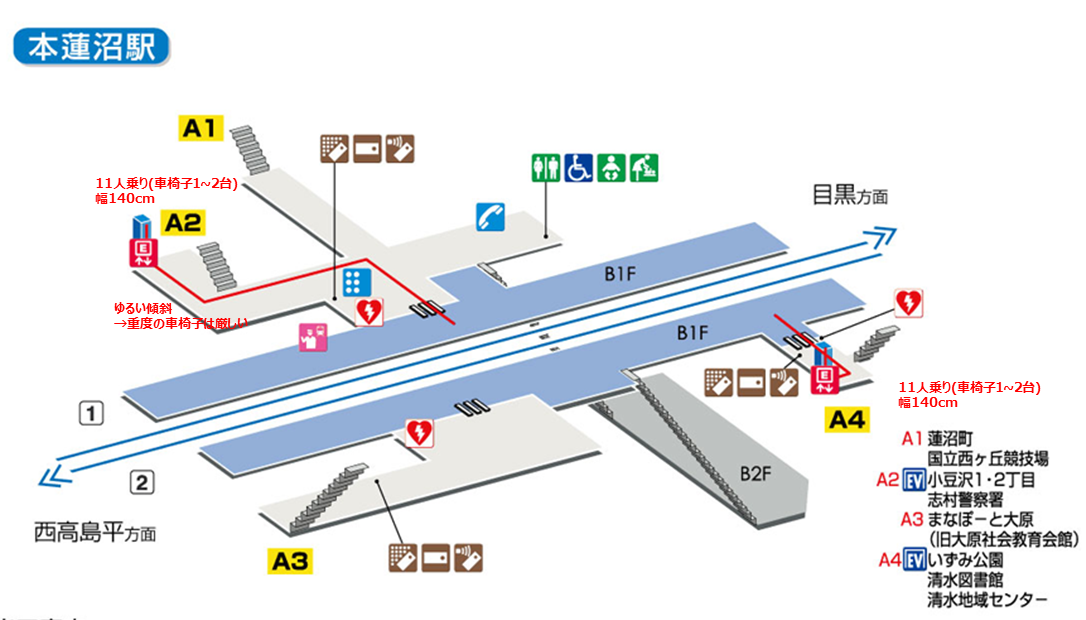 本蓮沼駅
A1
11人乗り(車椅子1~2台)
幅140cm
A2
E
目黒方面
B1F
ゆるい傾斜
→重度の車椅子は厳しい
B1F
E
11人乗り(車椅子1~2台)
幅140cm
1
A4
A1 蓮沼町
国立西ヶ丘競技場
A2 EV 小豆沢1・2丁目
志村警察署
A3 まなぽーと大原
(旧大原社会教育会館)
A4 EV いずみ公園
清水図書館
清水地域センター
B2F
2
西高島平方面
A3